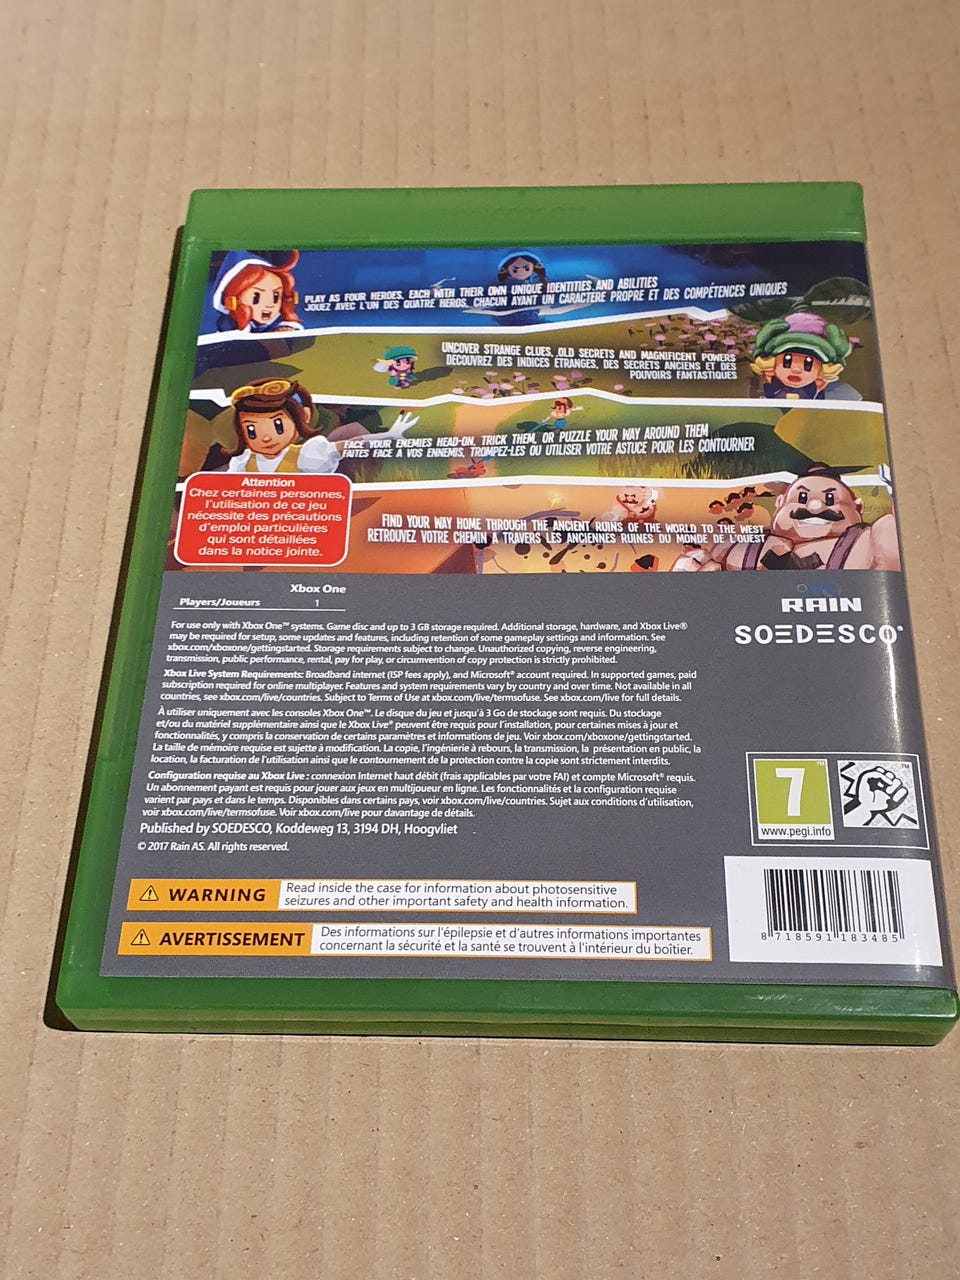 PLAY AS FOUR HEROES, EACH WITH THEIR OWN UNIQUE IDENTITIES AND ABILITIES
JOUEZ AVEC L'UN DES QUATRE HEROS, CHACUN AYANT UN CARACTERE PROPRE ET DES COMPÉTENCES UNIQUES
UNCOVER STRANGE CLUES, OLD SECRETS AND MAGNIFICENT POWERS
DECOUVREZ DES INDICES ETRANGES, DES SECRETS ANCIENS ET DES
POUVOIRS FANTASTIQUES
FACE YOUR ENEMIES HEAD-ON, TRICK THEM, OR PUZZLE YOUR WAY AROUND THEM
FAITES FACE A VOS ENNEMIS, TROMPEZ-LES OU UTILISER VOTRE ASTUCE POUR LES CONTOURNER
Attention
Chez certaines personnes,
l'utilisation de ce jeu
nécessite des précautions
d'emploi particulières
qui sont détaillées
dans la notice jointe.
FIND YOUR WAY HOME THROUGH THE ANCIENT RUINS OF THE WORLD TO THE WEST
RETROUVEZ VOTRE CHEMIN A TRAVERS LES ANCIENNES RUINES DU MONDE DE L'OUEST
Xbox One
Players/Joueurs 1
RAIN
SOEDESCO®
For use only with Xbox One™ systems. Game disc and up to 3 GB storage required. Additional storage, hardware, and Xbox Live®
may be required for setup, some updates and features, including retention of some gameplay settings and information. See
xbox.com/xboxone/gettingstarted. Storage requirements subject to change. Unauthorized copying, reverse engineering,
transmission, public performance, rental, pay for play, or circumvention of copy protection is strictly prohibited.
Xbox Live System Requirements: Broadband internet (ISP fees apply), and Microsoft® account required. In supported games, paid
subscription required for online multiplayer. Features and system requirements vary by country and over time. Not available in all
countries, see xbox.com/live/countries. Subject to Terms of Use at xbox.com/live/termsofuse. See xbox.com/live for full details.
À utiliser uniquement avec les consoles Xbox One™. Le disque du jeu et jusqu'à 3 Go de stockage sont requis. Du stockage
et/ou du matériel supplémentaire ainsi que le Xbox Live® peuvent être requis pour l'installation, pour certaines mises à jour et
fonctionnalités, y compris la conservation de certains paramètres et informations de jeu. Voir xbox.com/xboxone/gettingstarted.
La taille de mémoire requise est sujette à modification. La copie, l'ingénierie à rebours, la transmission, la présentation en public, la
location, la facturation de l'utilisation ainsi que le contournement de la protection contre la copie sont strictement interdits.
Configuration requise au Xbox Live : connexion Internet haut débit (frais applicables par votre FAI) et compte Microsoft® requis.
Un abonnement payant est requis pour jouer aux jeux en multijoueur en ligne. Les fonctionnalités et la configuration requise
varient par pays et dans le temps. Disponibles dans certains pays, voir xbox.com/live/countries. Sujet aux conditions d'utilisation,
voir xbox.com/live/termsofuse. Voir xbox.com/live pour davantage de détails.
Published by SOEDESCO, Koddeweg 13, 3194 DH, Hoogvliet
© 2017 Rain AS. All rights reserved.
7 ™
www.pegi.info
™
WARNING
Read inside the case for information about photosensitive
seizures and other important safety and health information.
AVERTISSEMENT
Des informations sur l'épilepsie et d'autres informations importantes
concernant la sécurité et la santé se trouvent à l'intérieur du boîtier.
8 718591 183485